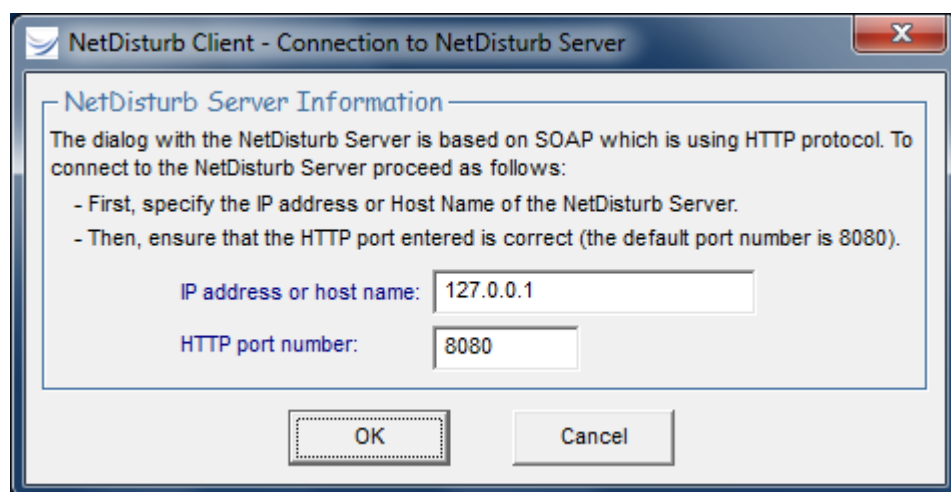 NetDisturb Client - Connection to NetDisturb Server
NetDisturb Server Information
The dialog with the NetDisturb Server is based on SOAP which is using HTTP protocol. To
connect to the NetDisturb Server proceed as follows:
- First, specify the IP address or Host Name of the NetDisturb Server.
- Then, ensure that the HTTP port entered is correct (the default port number is 8080).
IP address or host name: 127.0.0.1
HTTP port number: 8080
OK Cancel